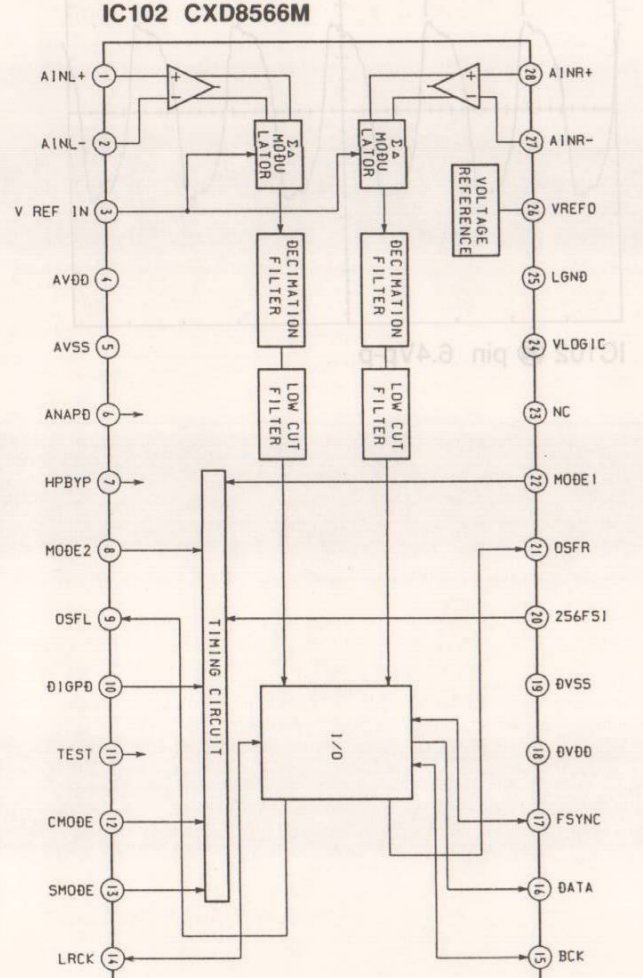 IC102 CXD8566M
AINL+ 1
AINL- 2
V REF IN 3
AVDD 4
AVSS 5
ANAPD 6
HPBYP 7
MODE2 8
OSFL 9
DIGPD 10
TEST 11
CMODE 12
SMODE 13
LRCK 14
28 AINR+
27 AINR-
26 VREFO
25 LGND
24 VLOGIC
23 NC
22 MODE1
21 OSFR
20 256FSI
19 DVSS
18 DVDD
17 FSYNC
16 DATA
15 BCK
+
-
+
-
ΣΔ
MODU
LATOR
ΣΔ
MODU
LATOR
VOLTAGE
REFERENCE
DECIMATION
FILTER
DECIMATION
FILTER
LOW CUT
FILTER
LOW CUT
FILTER
TIMING CIRCUIT
I/O
IC102 pin 6.4Vp-p